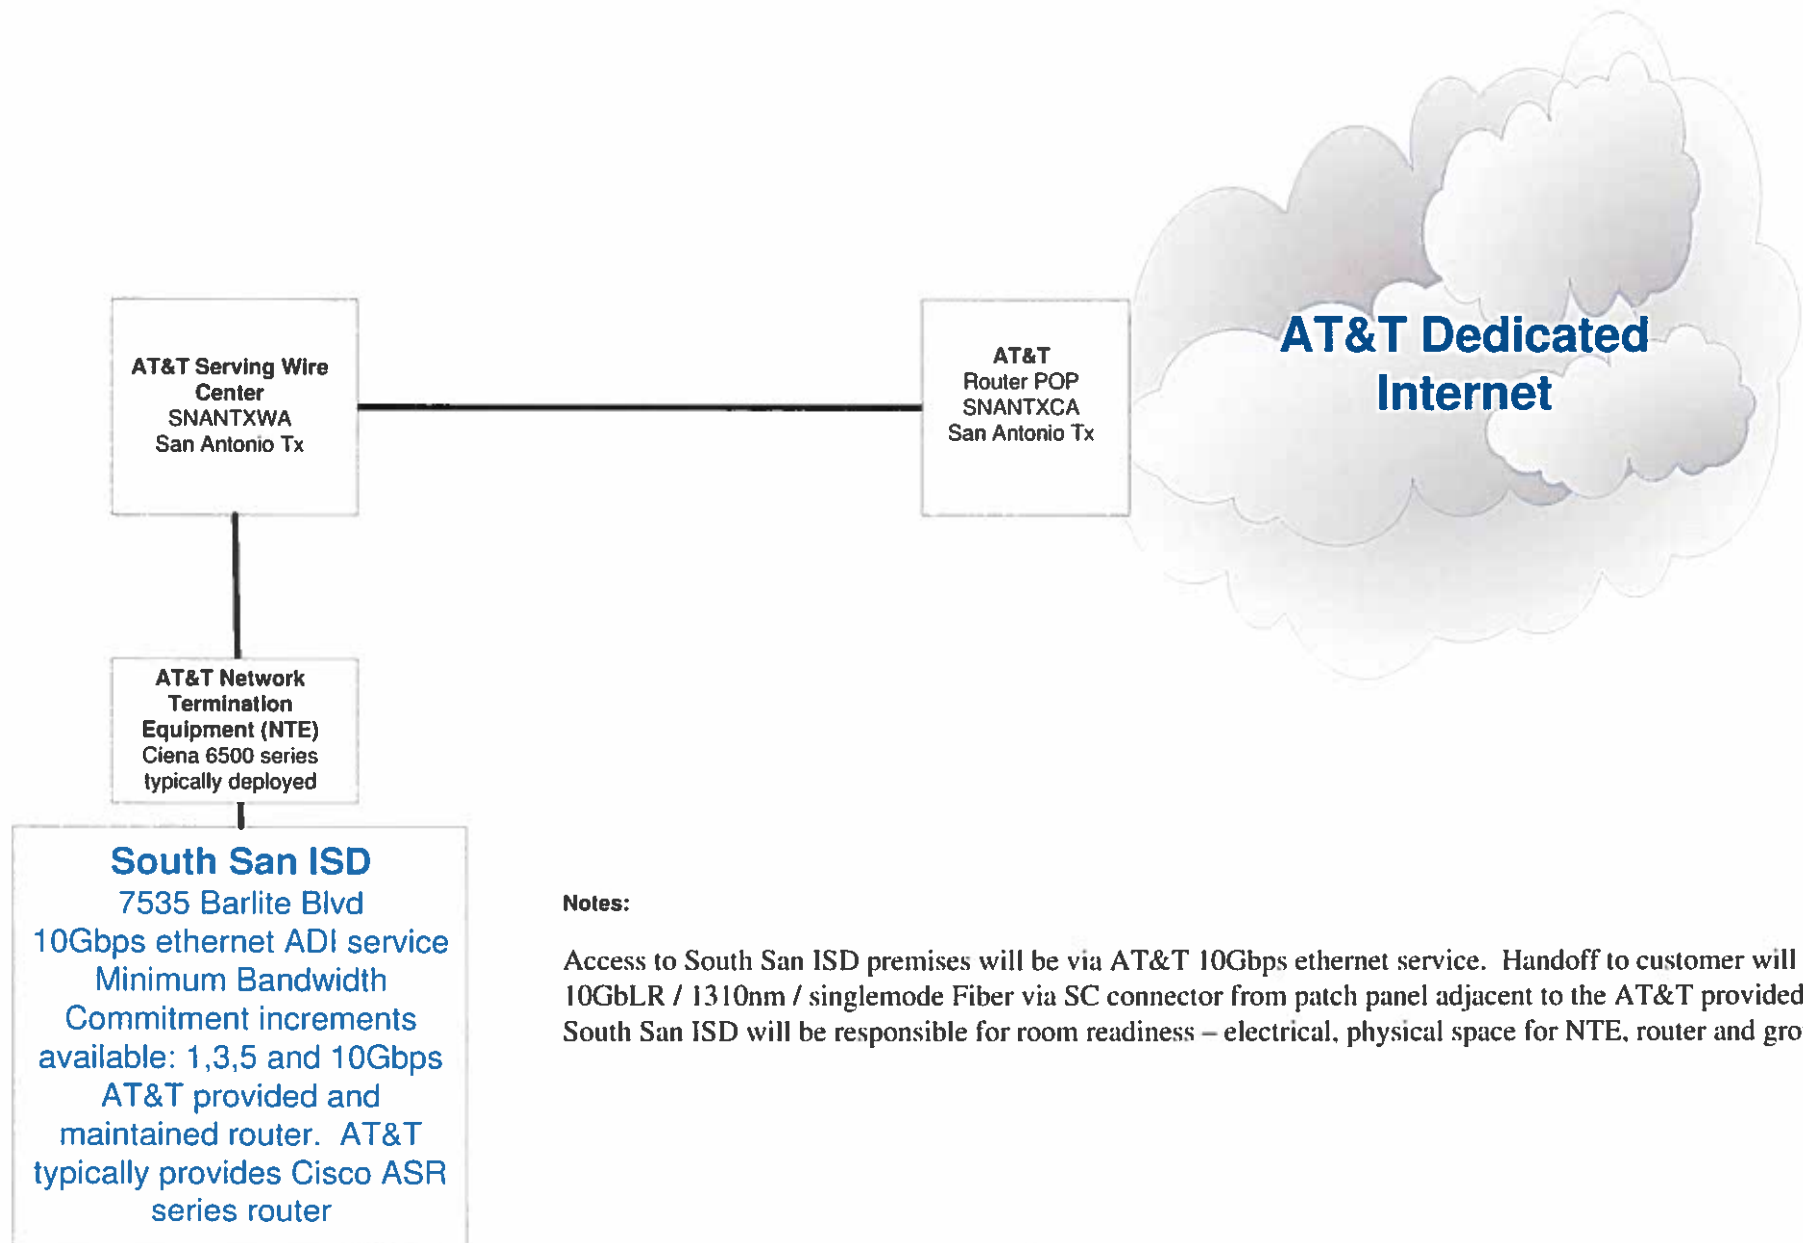 AT&T Dedicated
Internet
AT&T Serving Wire
Center
SNANTXWA
San Antonio Tx
AT&T
Router POP
SNANTXCA
San Antonio Tx
AT&T Network
Termination
Equipment (NTE)
Ciena 6500 series
typically deployed
South San ISD
7535 Barlite Blvd
10Gbps ethernet ADI service
Minimum Bandwidth
Commitment increments
available: 1,3,5 and 10Gbps
AT&T provided and
maintained router.  AT&T
typically provides Cisco ASR
series router
Notes:
Access to South San ISD premises will be via AT&T 10Gbps ethernet service.  Handoff to customer will
10GbLR / 1310nm / singlemode Fiber via SC connector from patch panel adjacent to the AT&T provided
South San ISD will be responsible for room readiness – electrical, physical space for NTE, router and gro